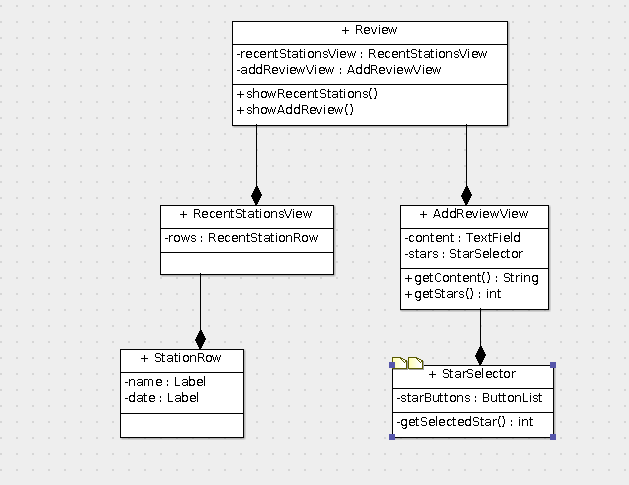 + Review
-recentStationsView : RecentStationsView
-addReviewView : AddReviewView
+showRecentStations()
+showAddReview()
+ RecentStationsView
-rows : RecentStationRow
+ AddReviewView
-content : TextField
-stars : StarSelector
+getContent() : String
+getStars() : int
+ StationRow
-name : Label
-date : Label
+ StarSelector
-starButtons : ButtonList
-getSelectedStar() : int